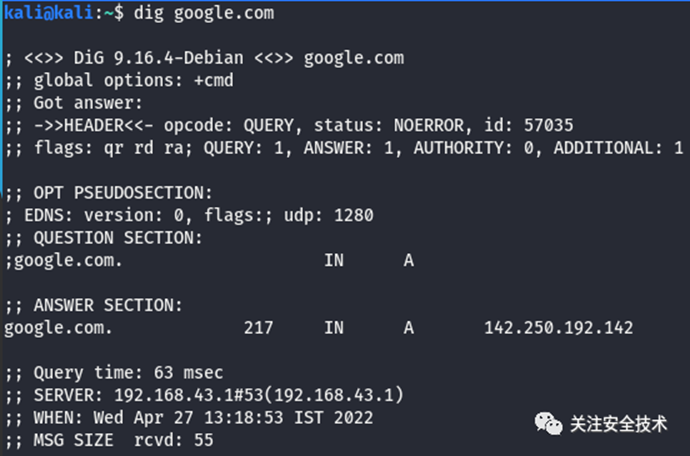 kali@kali:~$ dig google.com
; <<>> DiG 9.16.4-Debian <<>> google.com
;; global options: +cmd
;; Got answer:
;; ->>HEADER<<- opcode: QUERY, status: NOERROR, id: 57035
;; flags: qr rd ra; QUERY: 1, ANSWER: 1, AUTHORITY: 0, ADDITIONAL: 1
;; OPT PSEUDOSECTION:
; EDNS: version: 0, flags:; udp: 1280
;; QUESTION SECTION:
;google.com. IN A
;; ANSWER SECTION:
google.com. 217 IN A 142.250.192.142
;; Query time: 63 msec
;; SERVER: 192.168.43.1#53(192.168.43.1)
;; WHEN: Wed Apr 27 13:18:53 IST 2022
;; MSG SIZE rcvd: 55
关注安全技术